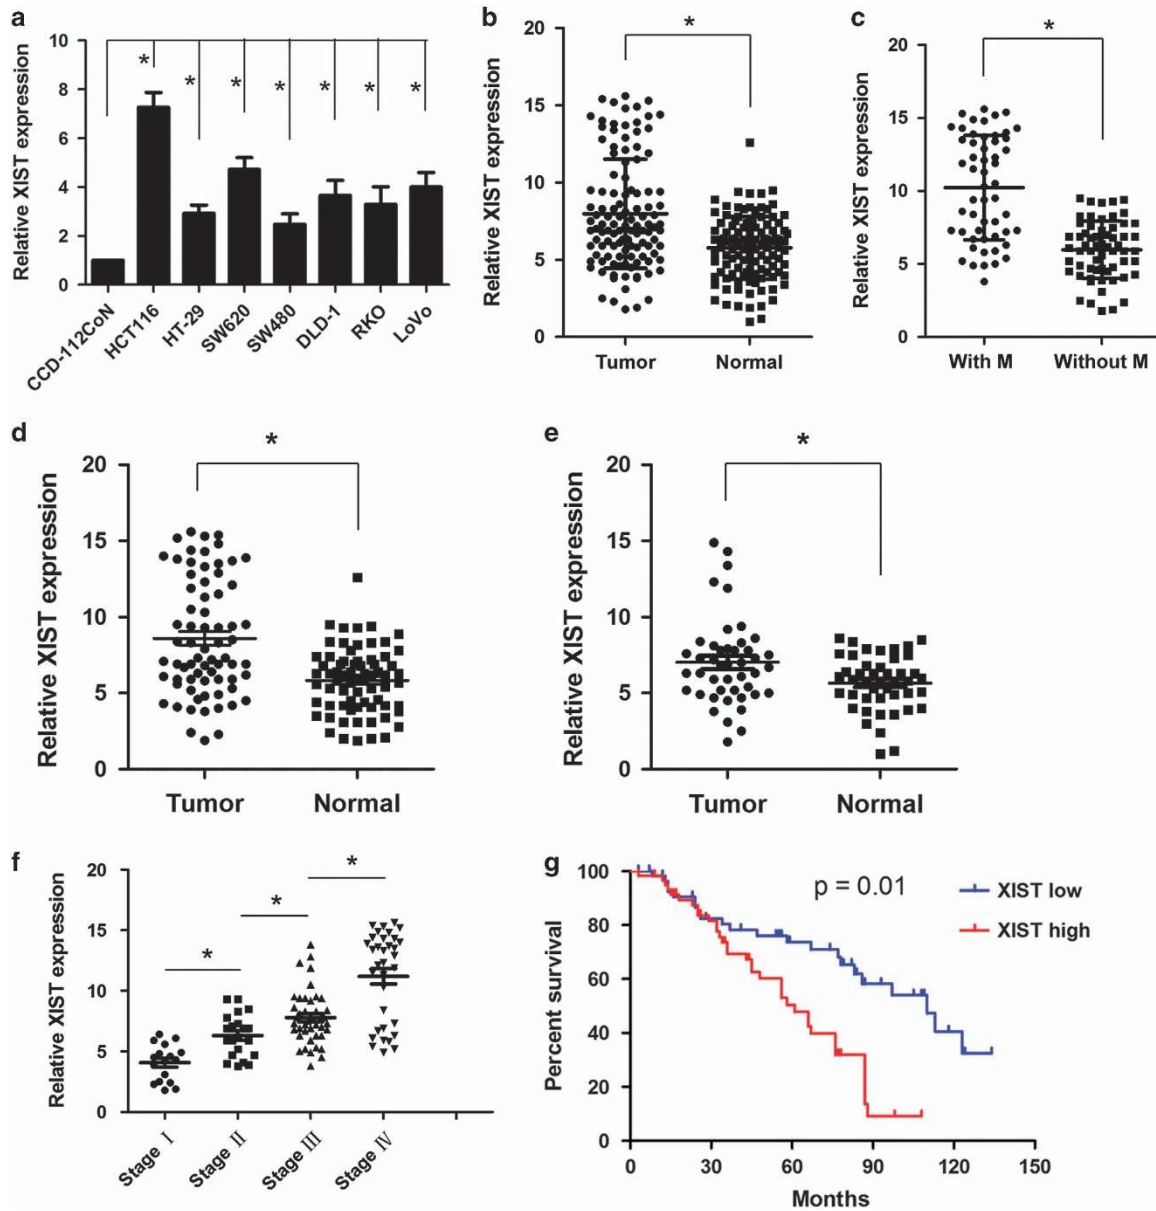 a
Relative XIST expression
10
8
6
4
2
0
* * * * * * *
CCD-112CoN
HCT116
HT-29
SW620
SW480
DLD-1
RKO
LoVo
b
Relative XIST expression
20
15
10
5
0
*
Tumor Normal
c
Relative XIST expression
20
15
10
5
0
*
With M Without M
d
Relative XIST expression
20
15
10
5
0
*
Tumor Normal
e
Relative XIST expression
20
15
10
5
0
*
Tumor Normal
f
Relative XIST expression
20
15
10
5
0
* * *
Stage I
Stage II
Stage III
Stage IV
g
Percent survival
100
80
60
40
20
0
p = 0.01
XIST low
XIST high
0 30 60 90 120 150
Months